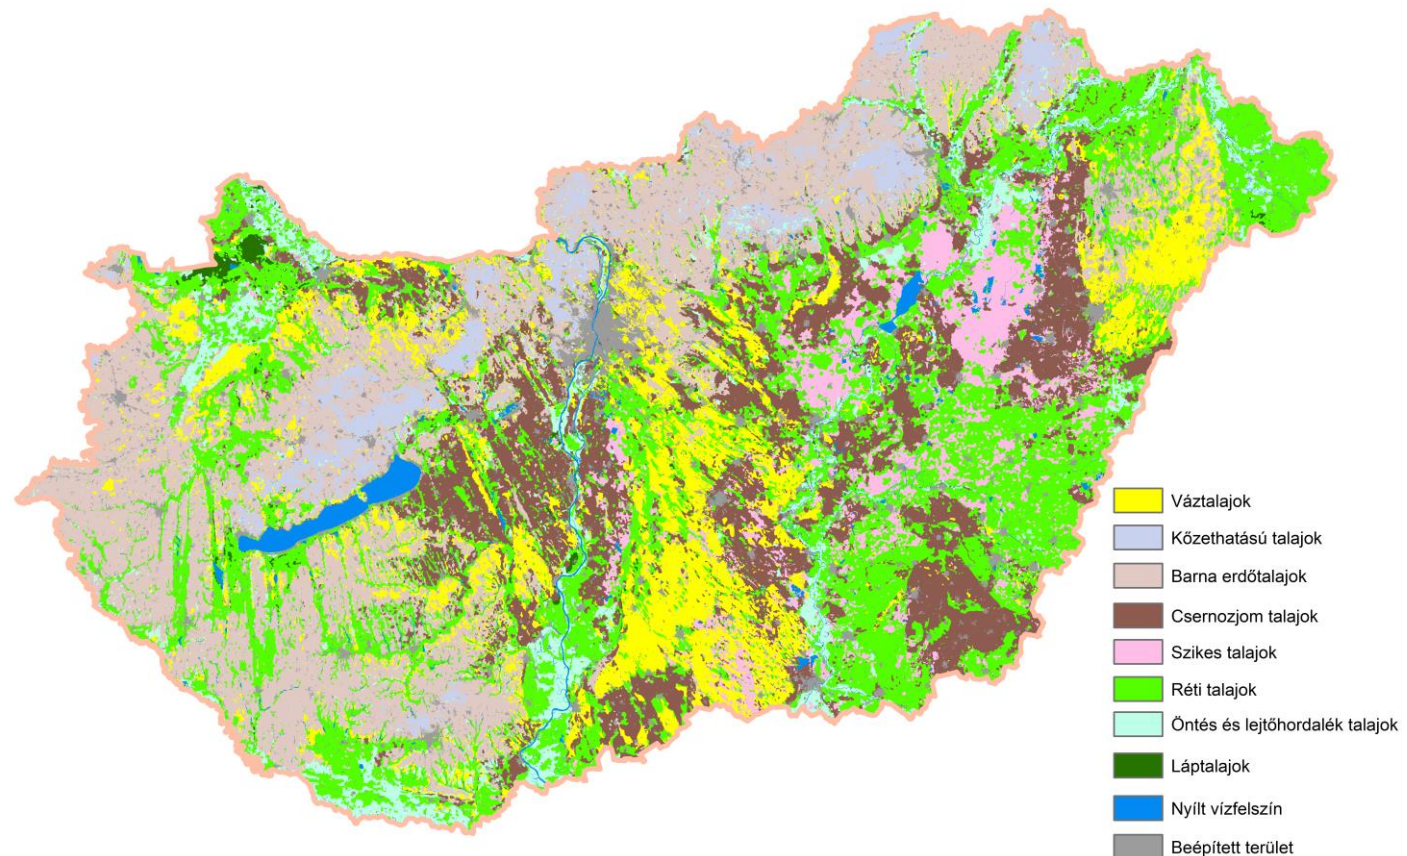 Váztalajok
Kőzethatású talajok
Barna erdőtalajok
Csernozjom talajok
Szikes talajok
Réti talajok
Öntés és lejtőhordalék talajok
Láptalajok
Nyílt vízfelszín
Beépített terület